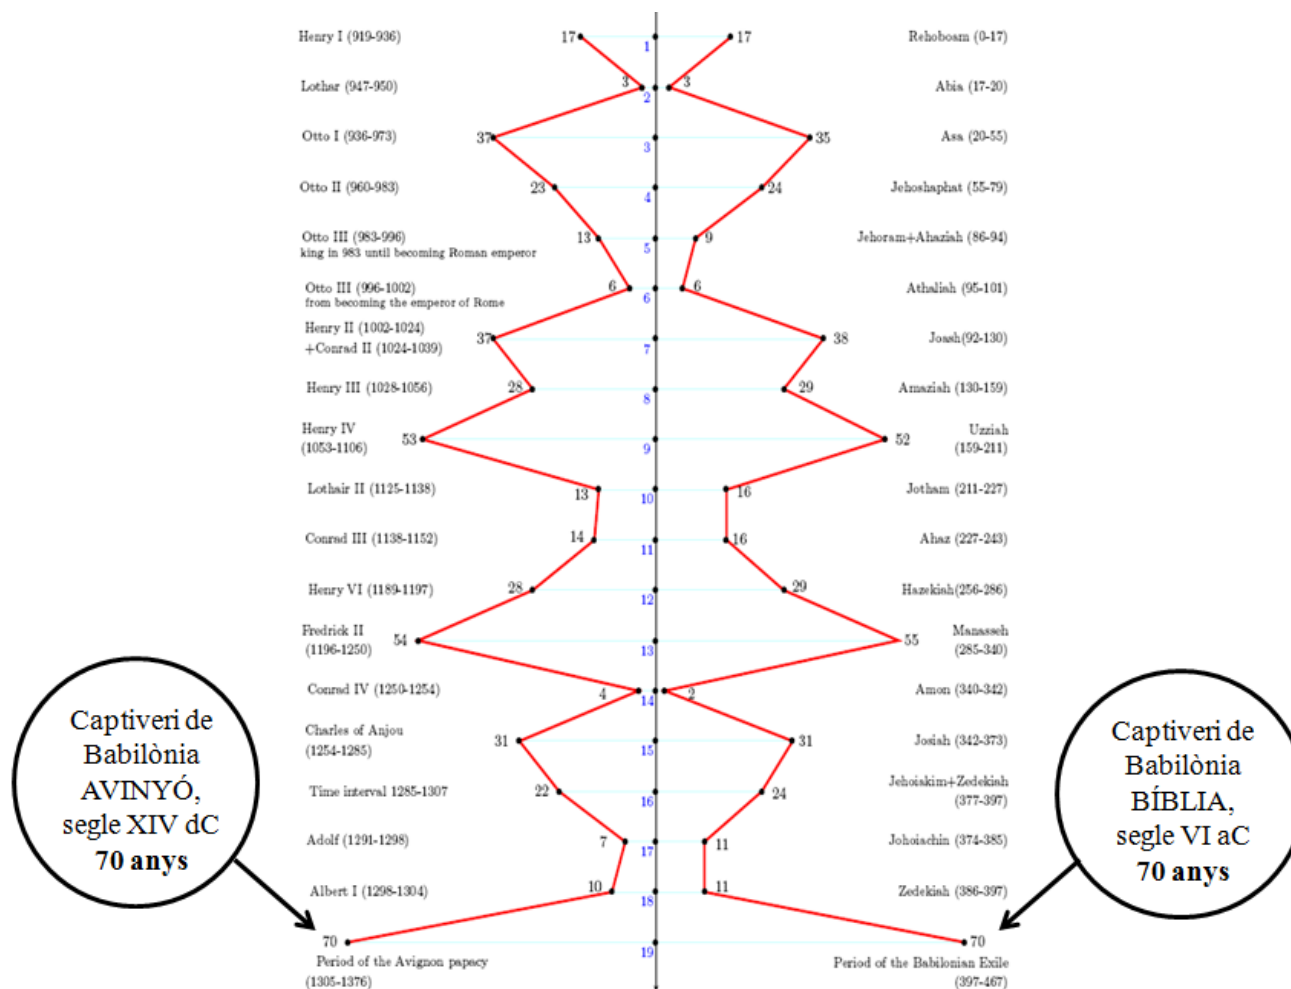 Henry I (919-936)
17
1
17
Rehoboam (0-17)
Lothar (947-950)
3
2
3
Abia (17-20)
Otto I (936-973)
37
3
35
Asa (20-55)
Otto II (960-983)
23
4
24
Jehoshaphat (55-79)
Otto III (983-996)
king in 983 until becoming Roman emperor
13
5
9
Jehoram+Ahaziah (86-94)
Otto III (996-1002)
from becoming the emperor of Rome
6
6
6
Athaliah (95-101)
Henry II (1002-1024)
+Conrad II (1024-1039)
37
7
38
Joash(92-130)
Henry III (1028-1056)
28
8
29
Amaziah (130-159)
Henry IV
(1053-1106)
53
9
52
Uzziah
(159-211)
Lothair II (1125-1138)
13
10
16
Jotham (211-227)
Conrad III (1138-1152)
14
11
16
Ahaz (227-243)
Henry VI (1189-1197)
28
12
29
Hazekiah(256-286)
Fredrick II
(1196-1250)
54
13
55
Manasseh
(285-340)
Conrad IV (1250-1254)
4
14
2
Amon (340-342)
Charles of Anjou
(1254-1285)
31
15
31
Josiah (342-373)
Time interval 1285-1307
22
16
24
Jehoiakim+Zedekiah
(377-397)
Adolf (1291-1298)
7
17
11
Johoiachin (374-385)
Albert I (1298-1304)
10
18
11
Zedekiah (386-397)
70
19
70
Period of the Avignon papacy
(1305-1376)
Period of the Babilonian Exile
(397-467)
Captiveri de
Babilònia
AVINYÓ,
segle XIV dC
70 anys
Captiveri de
Babilònia
BÍBLIA,
segle VI aC
70 anys